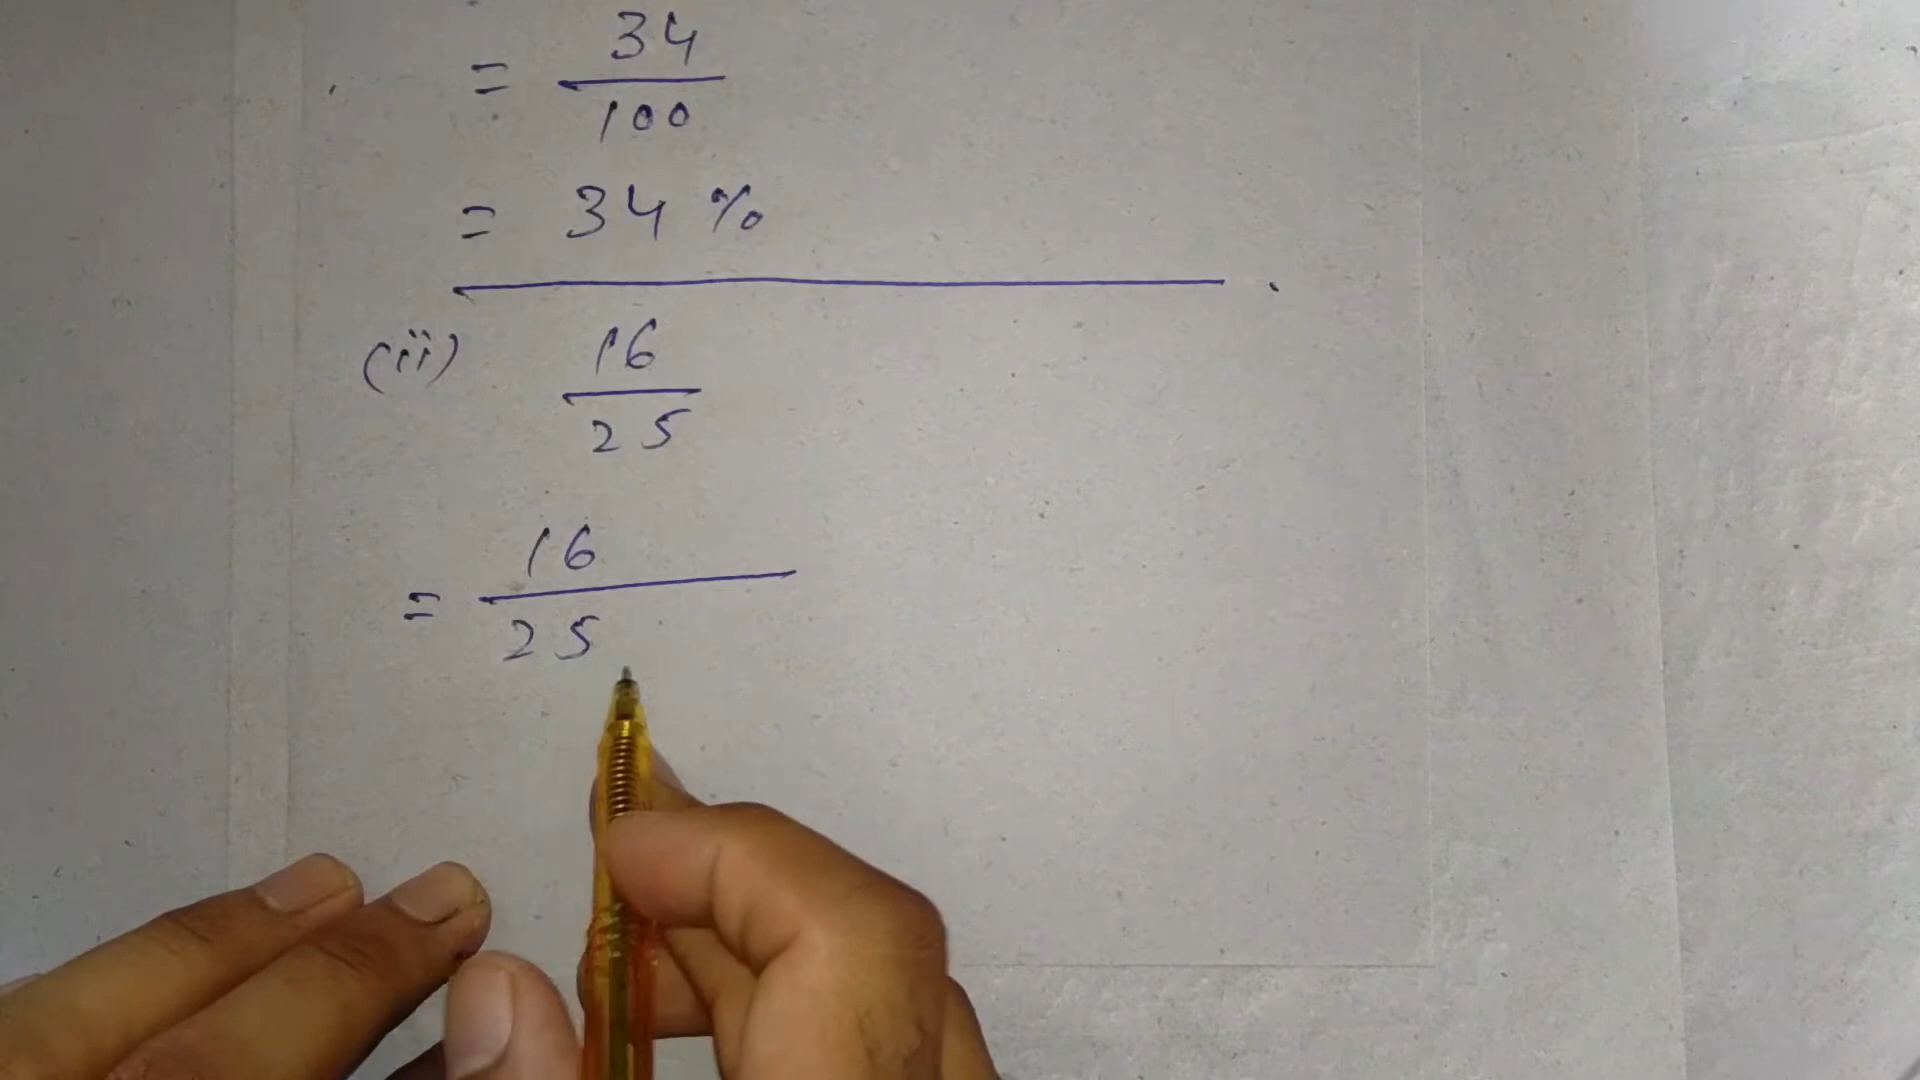 = 34/100
= 34 %
(ii) 16/25
= 16/25